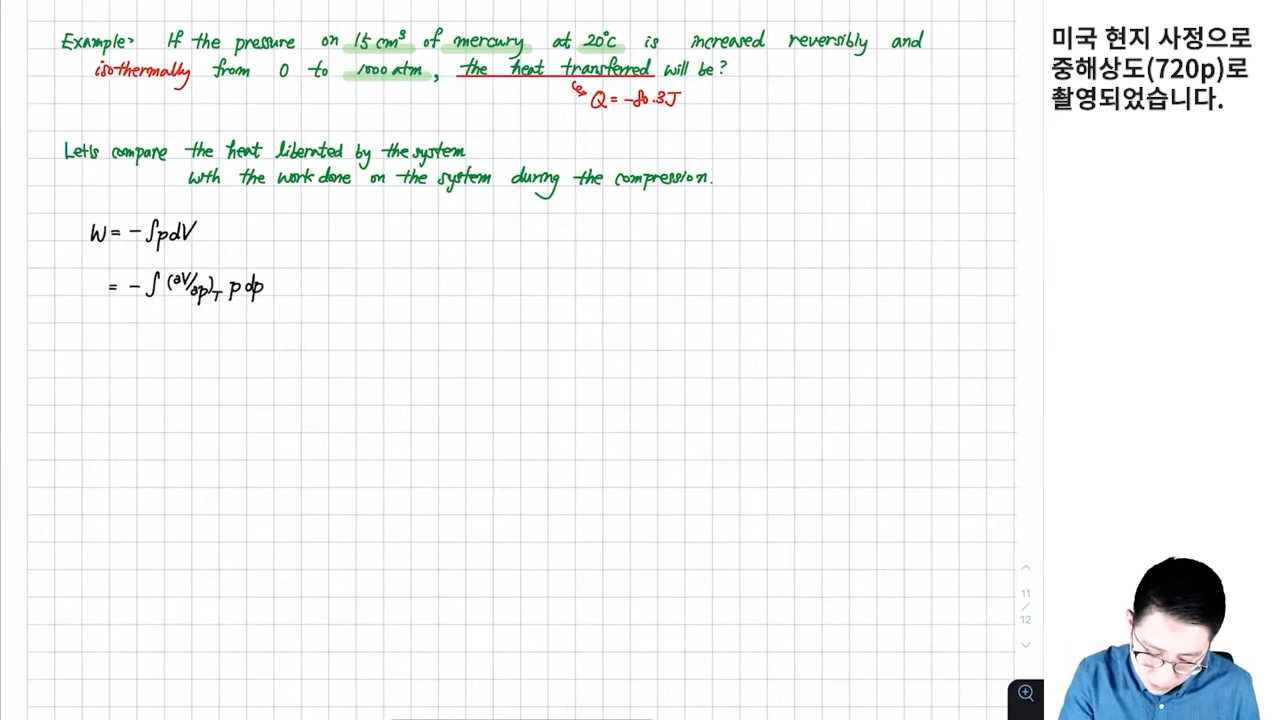 Example> If the pressure on 15 cm³ of mercury at 20°C is increased reversibly and
isothermally from 0 to 1000 atm, the heat transferred will be?
Q = -80.3J
Let's compare the heat liberated by the system
with the work done on the system during the compression.
W = - ∫pdV
= - ∫ (∂V/∂p)_T p dp
미국 현지 사정으로
중해상도(720p)로
촬영되었습니다.
11
/
12